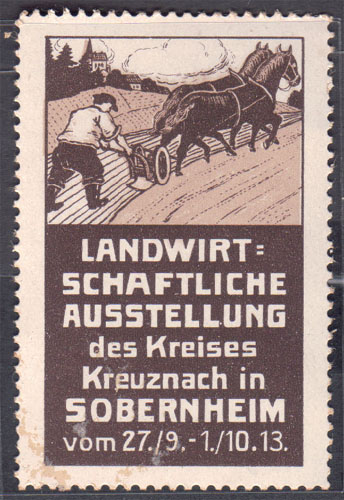 LANDWIRT=
SCHAFTLICHE
AUSSTELLUNG
des Kreises
Kreuznach in
SOBERNHEIM
vom 27./9.-1./10.13.